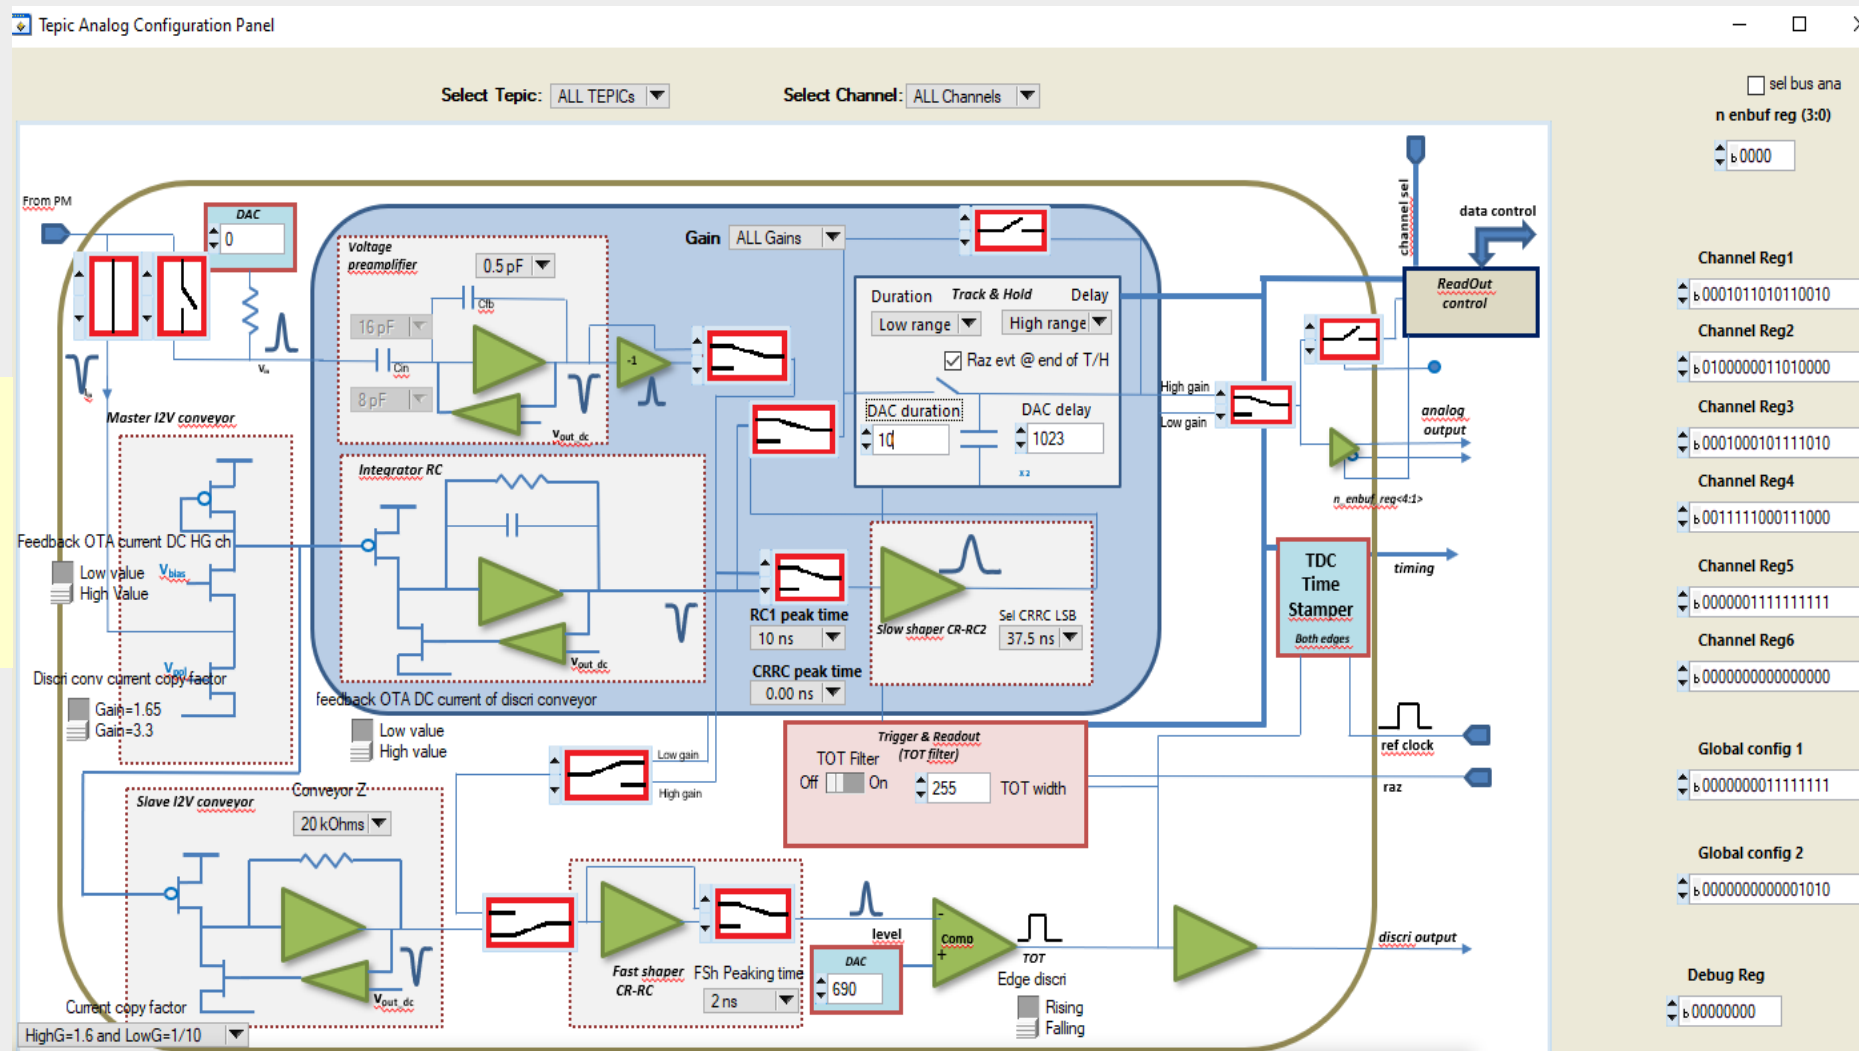 Tepic Analog Configuration Panel
Select Tepic: ALL TEPICs
Select Channel: ALL Channels
sel bus ana
n enbuf reg (3:0)
b0000
channel sel
data control
From PM
DAC
0
Voltage
preamplifier
0.5 pF
Cfb
16 pF
Cin
8 pF
Vout_dc
-1
Vin
Gain ALL Gains
Duration Track & Hold Delay
Low range High range
Raz evt @ end of T/H
DAC duration DAC delay
10 1023
x2
ReadOut
control
High gain
Low gain
analog
output
n_enbuf_reg<4:1>
Channel Reg1
b0001011010110010
Channel Reg2
b0100000011010000
Channel Reg3
b0001000101111010
Channel Reg4
b0011111000111000
Channel Reg5
b0000001111111111
Channel Reg6
b0000000000000000
Global config 1
b0000000011111111
Global config 2
b0000000000001010
Debug Reg
b00000000
Master I2V conveyor
Feedback OTA current DC HG ch
Low value
High Value
Vbias
Vpol
Discri conv current copy factor
Gain=1.65
Gain=3.3
Integrator RC
Vout_dc
feedback OTA DC current of discri conveyor
Low value
High value
RC1 peak time
10 ns
CRRC peak time
0.00 ns
Slow shaper CR-RC2
Sel CRRC LSB
37.5 ns
TDC
Time
Stamper
Both edges
timing
ref clock
raz
Low gain
High gain
Trigger & Readout
(TOT filter)
TOT Filter
Off On
255 TOT width
Slave I2V conveyor
Conveyor Z
20 kOhms
Vout_dc
Current copy factor
HighG=1.6 and LowG=1/10
Fast shaper
CR-RC
FSh Peaking time
2 ns
level
DAC
690
-
Comp
+
TOT
Edge discri
Rising
Falling
discri output